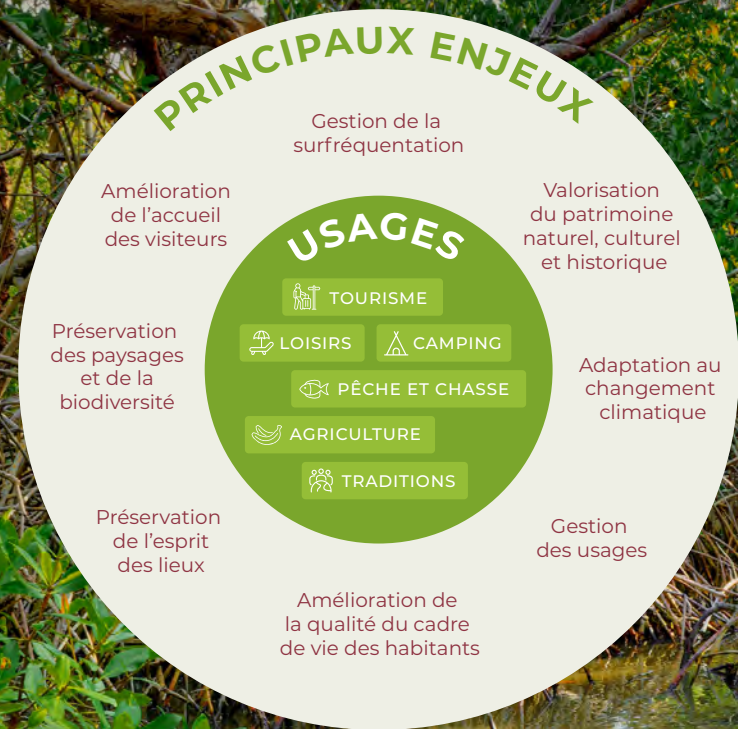 PRINCIPAUX ENJEUX
Gestion de la
surfréquentation
Valorisation
du patrimoine
naturel, culturel
et historique
Adaptation au
changement
climatique
Gestion
des usages
Amélioration de
la qualité du cadre
de vie des habitants
Préservation
de l’esprit
des lieux
Préservation
des paysages
et de la
biodiversité
Amélioration
de l’accueil
des visiteurs
USAGES
TOURISME
LOISIRS
CAMPING
PÊCHE ET CHASSE
AGRICULTURE
TRADITIONS